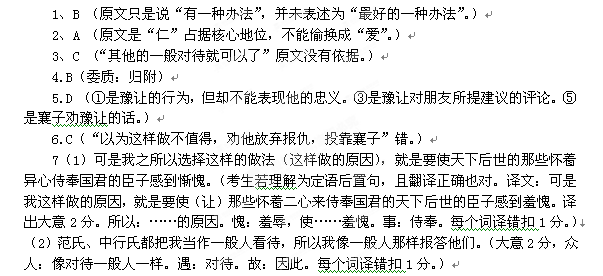 1、B （原文只是说“有一种办法”，并未表述为“最好的一种办法”。）
2、A （原文是“仁”占据核心地位，不能偷换成“爱”。）
3、C （“其他的一般对待就可以了”原文没有依据。）
4.B（委质：归附）
5.D（①是豫让的行为，但却不能表现他的忠义。③是豫让对朋友所提建议的评论。⑤
是襄子劝豫让的话。）
6.C（“以为这样做不值得，劝他放弃报仇，投靠襄子”错。）
7（1）可是我之所以选择这样的做法（这样做的原因），就是要使天下后世的那些怀着
异心侍奉国君的臣子感到惭愧。（考生若理解为定语后置句，且翻译正确也对。译文：可是
我这样做的原因，就是要使（让）那些怀着二心来侍奉国君的天下后世的臣子感到羞愧。译
出大意2分。所以：……的原因。愧：羞辱，使……羞愧。事：侍奉。每个词译错扣1分。）
（2）范氏、中行氏都把我当作一般人看待，所以我像一般人那样报答他们。（大意2分，众
人：像对待一般人一样。遇：对待。故：因此。每个词译错扣1分。）